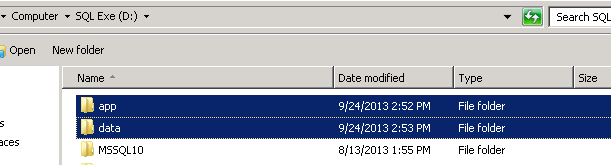 Computer SQL Exe (D:) Search SQL
Open New folder
Name Date modified Type Size
app 9/24/2013 2:52 PM File folder
data 9/24/2013 2:53 PM File folder
MSSQL10 8/13/2013 1:55 PM File folder